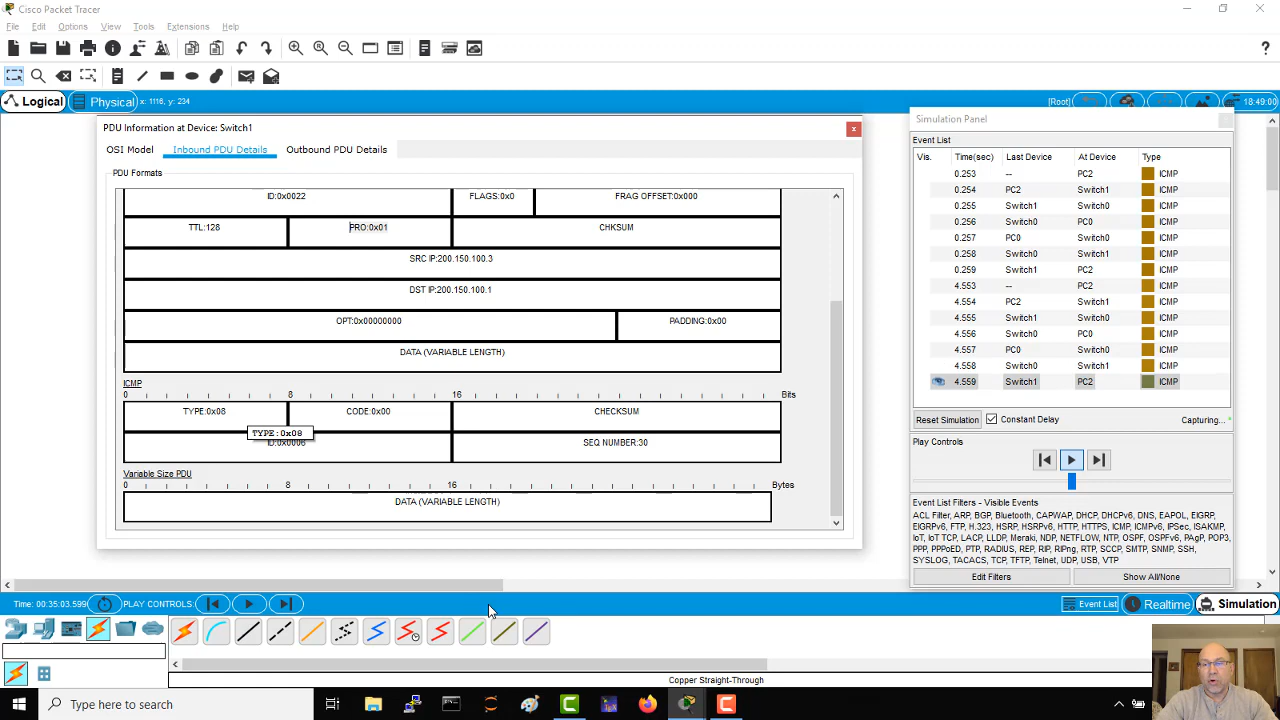 Cisco Packet Tracer
File Edit Options View Tools Extensions Help
Logical Physical x: 1116, y: 234 [Root] 18:49:00
PDU Information at Device: Switch1
OSI Model Inbound PDU Details Outbound PDU Details
PDU Formats
ID:0x0022 FLAGS:0x0 FRAG OFFSET:0x000
TTL:128 PRO:0x01 CHKSUM
SRC IP:200.150.100.3
DST IP:200.150.100.1
OPT:0x00000000 PADDING:0x00
DATA (VARIABLE LENGTH)
ICMP
0 8 16 Bits
TYPE:0x08 CODE:0x00 CHECKSUM
TYPE:0x08
ID:0x0006 SEQ NUMBER:30
Variable Size PDU
0 8 16 Bytes
DATA (VARIABLE LENGTH)
Simulation Panel
Event List
Vis. Time(sec) Last Device At Device Type
0.253 -- PC2 ICMP
0.254 PC2 Switch1 ICMP
0.255 Switch1 Switch0 ICMP
0.256 Switch0 PC0 ICMP
0.257 PC0 Switch0 ICMP
0.258 Switch0 Switch1 ICMP
0.259 Switch1 PC2 ICMP
4.553 -- PC2 ICMP
4.554 PC2 Switch1 ICMP
4.555 Switch1 Switch0 ICMP
4.556 Switch0 PC0 ICMP
4.557 PC0 Switch0 ICMP
4.558 Switch0 Switch1 ICMP
4.559 Switch1 PC2 ICMP
Reset Simulation Constant Delay Capturing...
Play Controls
Event List Filters - Visible Events
ACL Filter, ARP, BGP, Bluetooth, CAPWAP, DHCP, DHCPv6, DNS, EAPOL, EIGRP,
EIGRPv6, FTP, H.323, HSRP, HSRPv6, HTTP, HTTPS, ICMP, ICMPv6, IPSec, ISAKMP,
IoT, IoT TCP, LACP, LLDP, Meraki, NDP, NETFLOW, NTP, OSPF, OSPFv6, PAgP, POP3,
PPP, PPPoED, PTP, RADIUS, REP, RIP, RIPng, RTP, SCCP, SMTP, SNMP, SSH,
SYSLOG, TACACS, TCP, TFTP, Telnet, UDP, USB, VTP
Edit Filters Show All/None
Time: 00:35:03.599 PLAY CONTROLS: Event List Realtime Simulation
Copper Straight-Through
Type here to search